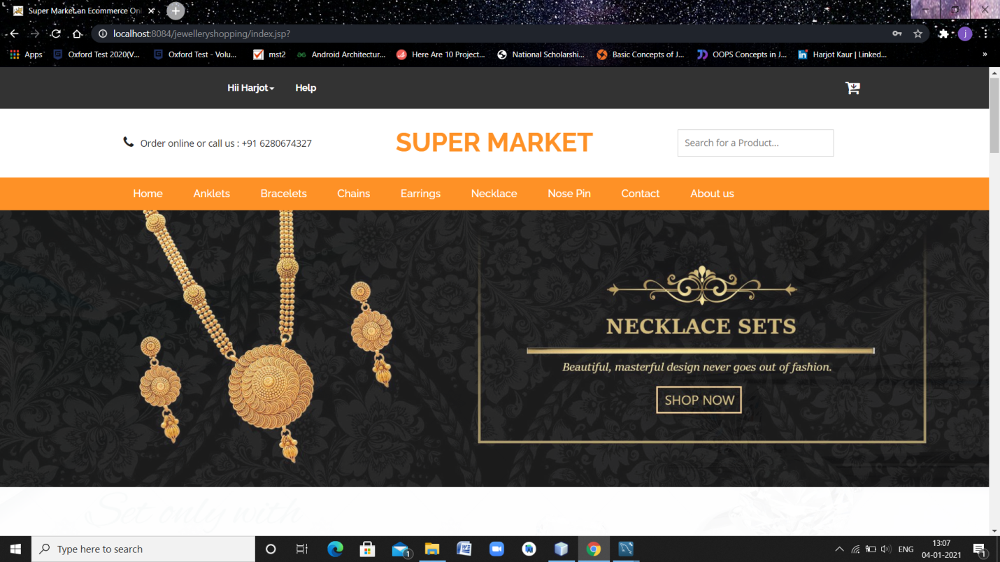 Super Market an Ecommerce On
localhost:8084/jewelleryshopping/index.jsp?
j
Apps Oxford Test 2020(V... Oxford Test - Volu... mst2 Android Architectur... Here Are 10 Project... National Scholarshi... Basic Concepts of J... OOPS Concepts in J... Harjot Kaur | Linked... »
Hii Harjot Help
Order online or call us : +91 6280674327
SUPER MARKET
Search for a Product...
Home Anklets Bracelets Chains Earrings Necklace Nose Pin Contact About us
NECKLACE SETS
Beautiful, masterful design never goes out of fashion.
SHOP NOW
Set only with
Type here to search
1
ENG
13:07
04-01-2021
1